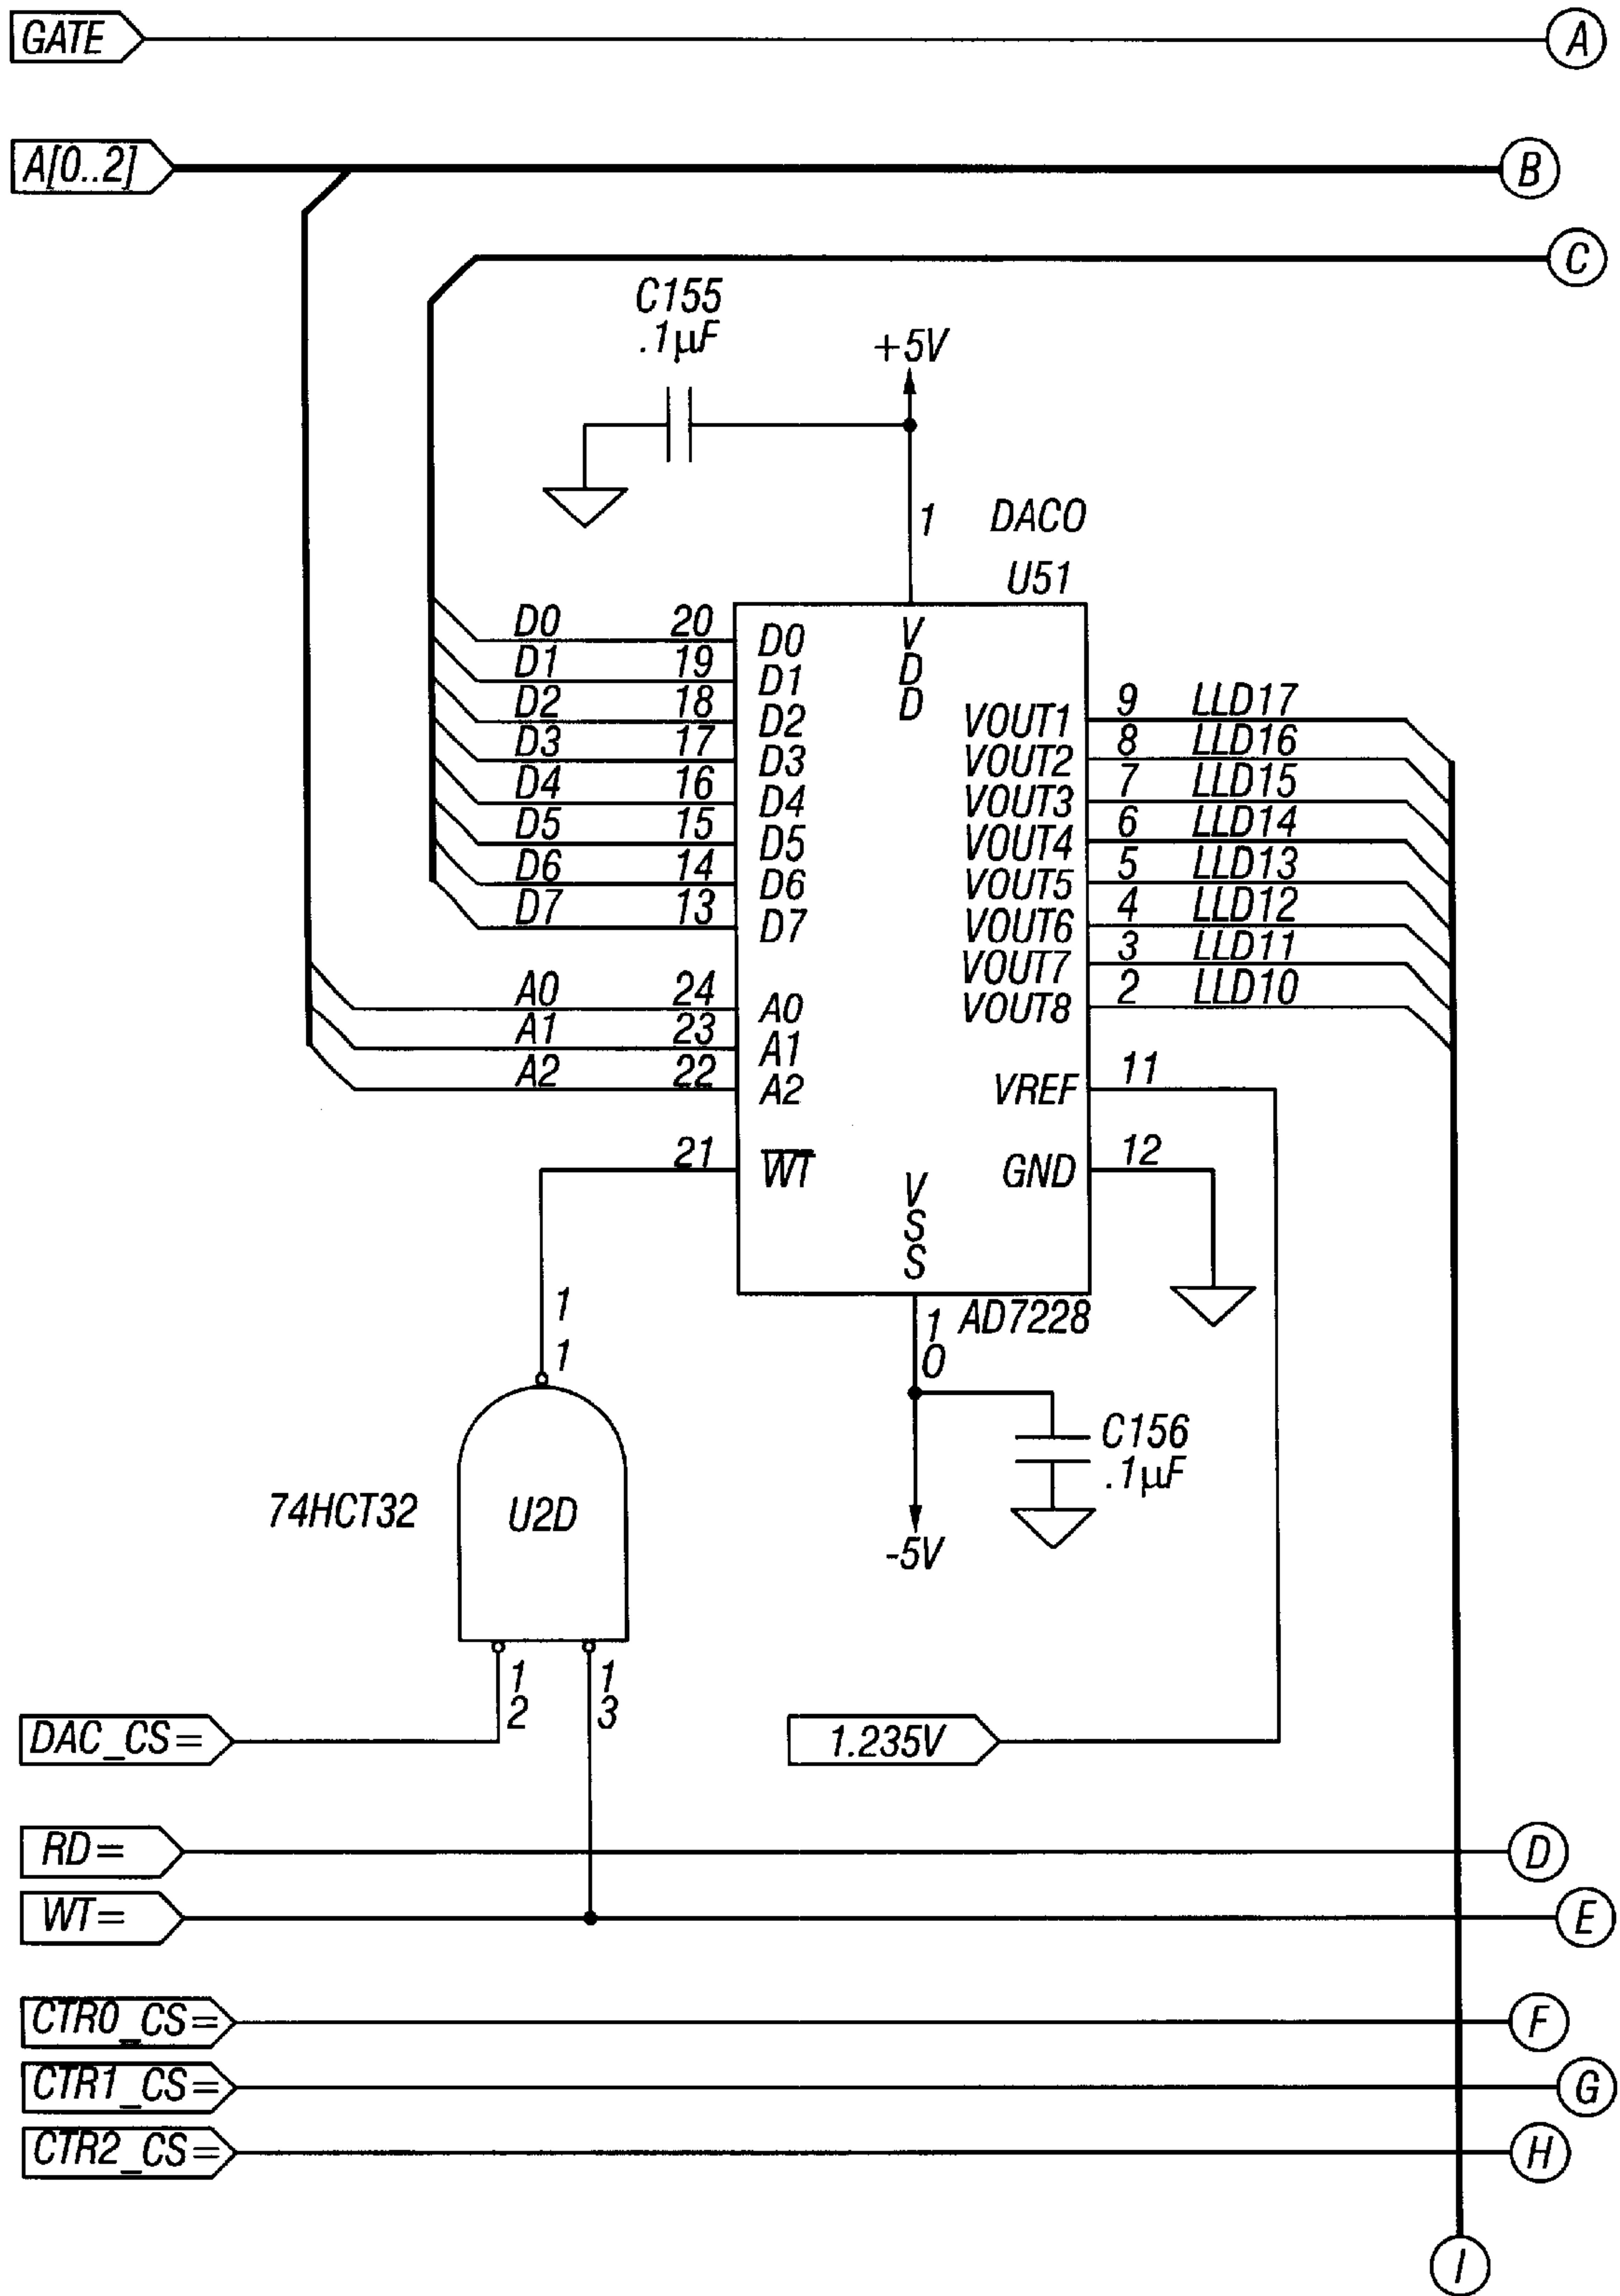 GATE
A
A[0..2]
B
C
C155
.1µF
+5V
1
DACO
U51
D0 20 D0
D1 19 D1
D2 18 D2
D3 17 D3
D4 16 D4
D5 15 D5
D6 14 D6
D7 13 D7
A0 24 A0
A1 23 A1
A2 22 A2
21 WT
V
D
D
VOUT1 9 LLD17
VOUT2 8 LLD16
VOUT3 7 LLD15
VOUT4 6 LLD14
VOUT5 5 LLD13
VOUT6 4 LLD12
VOUT7 3 LLD11
VOUT8 2 LLD10
VREF 11
GND 12
V
S
S
1
0
AD7228
C156
.1µF
-5V
1
1
74HCT32
U2D
1
2
1
3
DAC_CS=
1.235V
RD=
D
WT=
E
CTR0_CS=
F
CTR1_CS=
G
CTR2_CS=
H
I